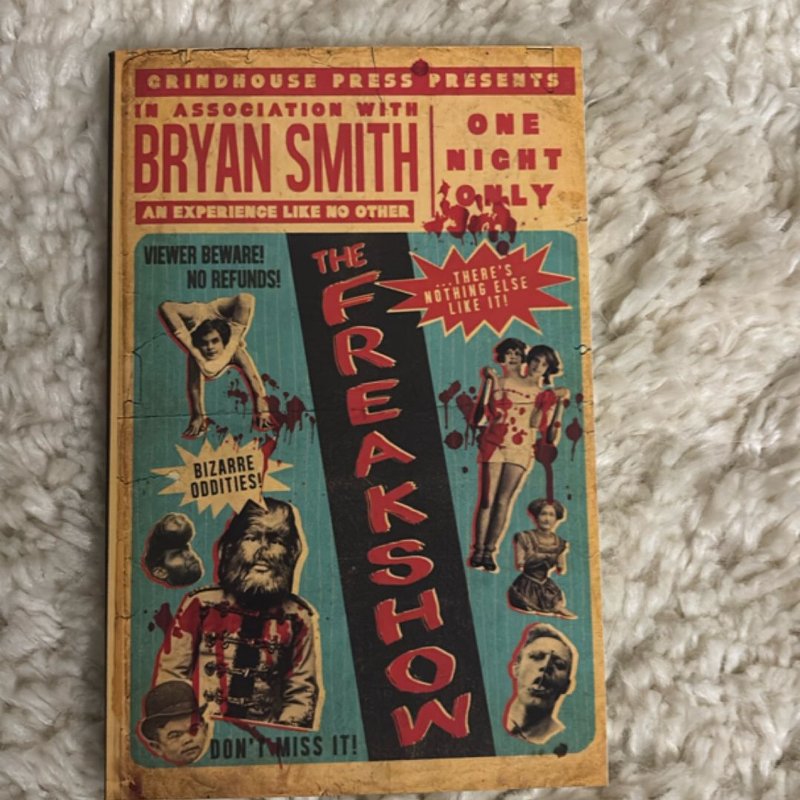 GRINDHOUSE PRESS PRESENTS
IN ASSOCIATION WITH
BRYAN SMITH
AN EXPERIENCE LIKE NO OTHER
ONE
NIGHT
ONLY
VIEWER BEWARE!
NO REFUNDS!
THE
FREAKSHOW
...THERE'S
NOTHING ELSE
LIKE IT!
BIZARRE
ODDITIES!
DON'T MISS IT!